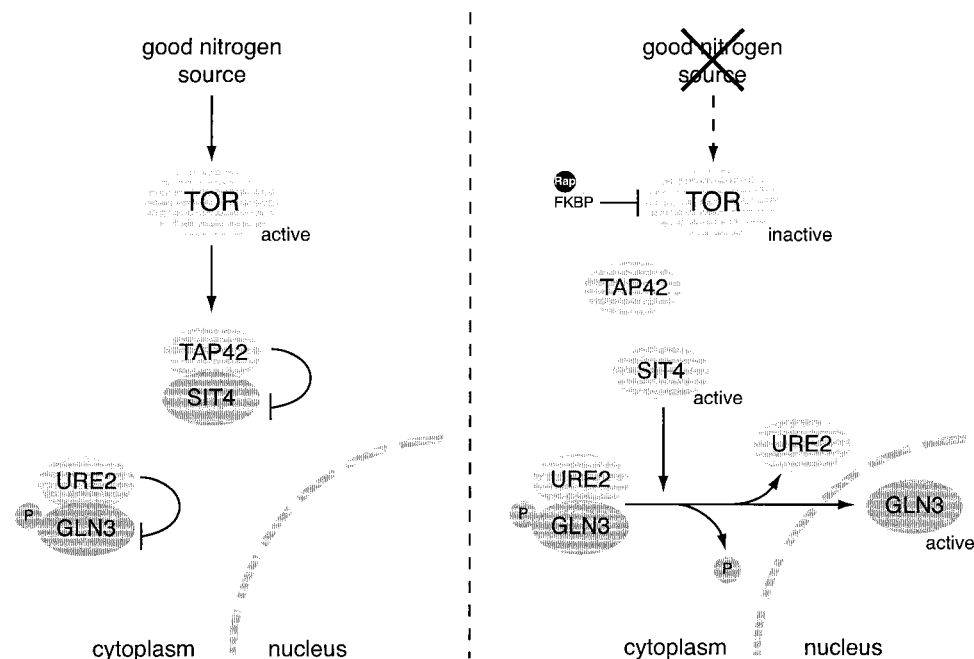 good nitrogen
source
TOR
active
TAP42
SIT4
URE2
P
GLN3
cytoplasm
nucleus
good nitrogen
source
Rap
FKBP
TOR
inactive
TAP42
SIT4
active
URE2
URE2
P
GLN3
GLN3
active
P
cytoplasm
nucleus